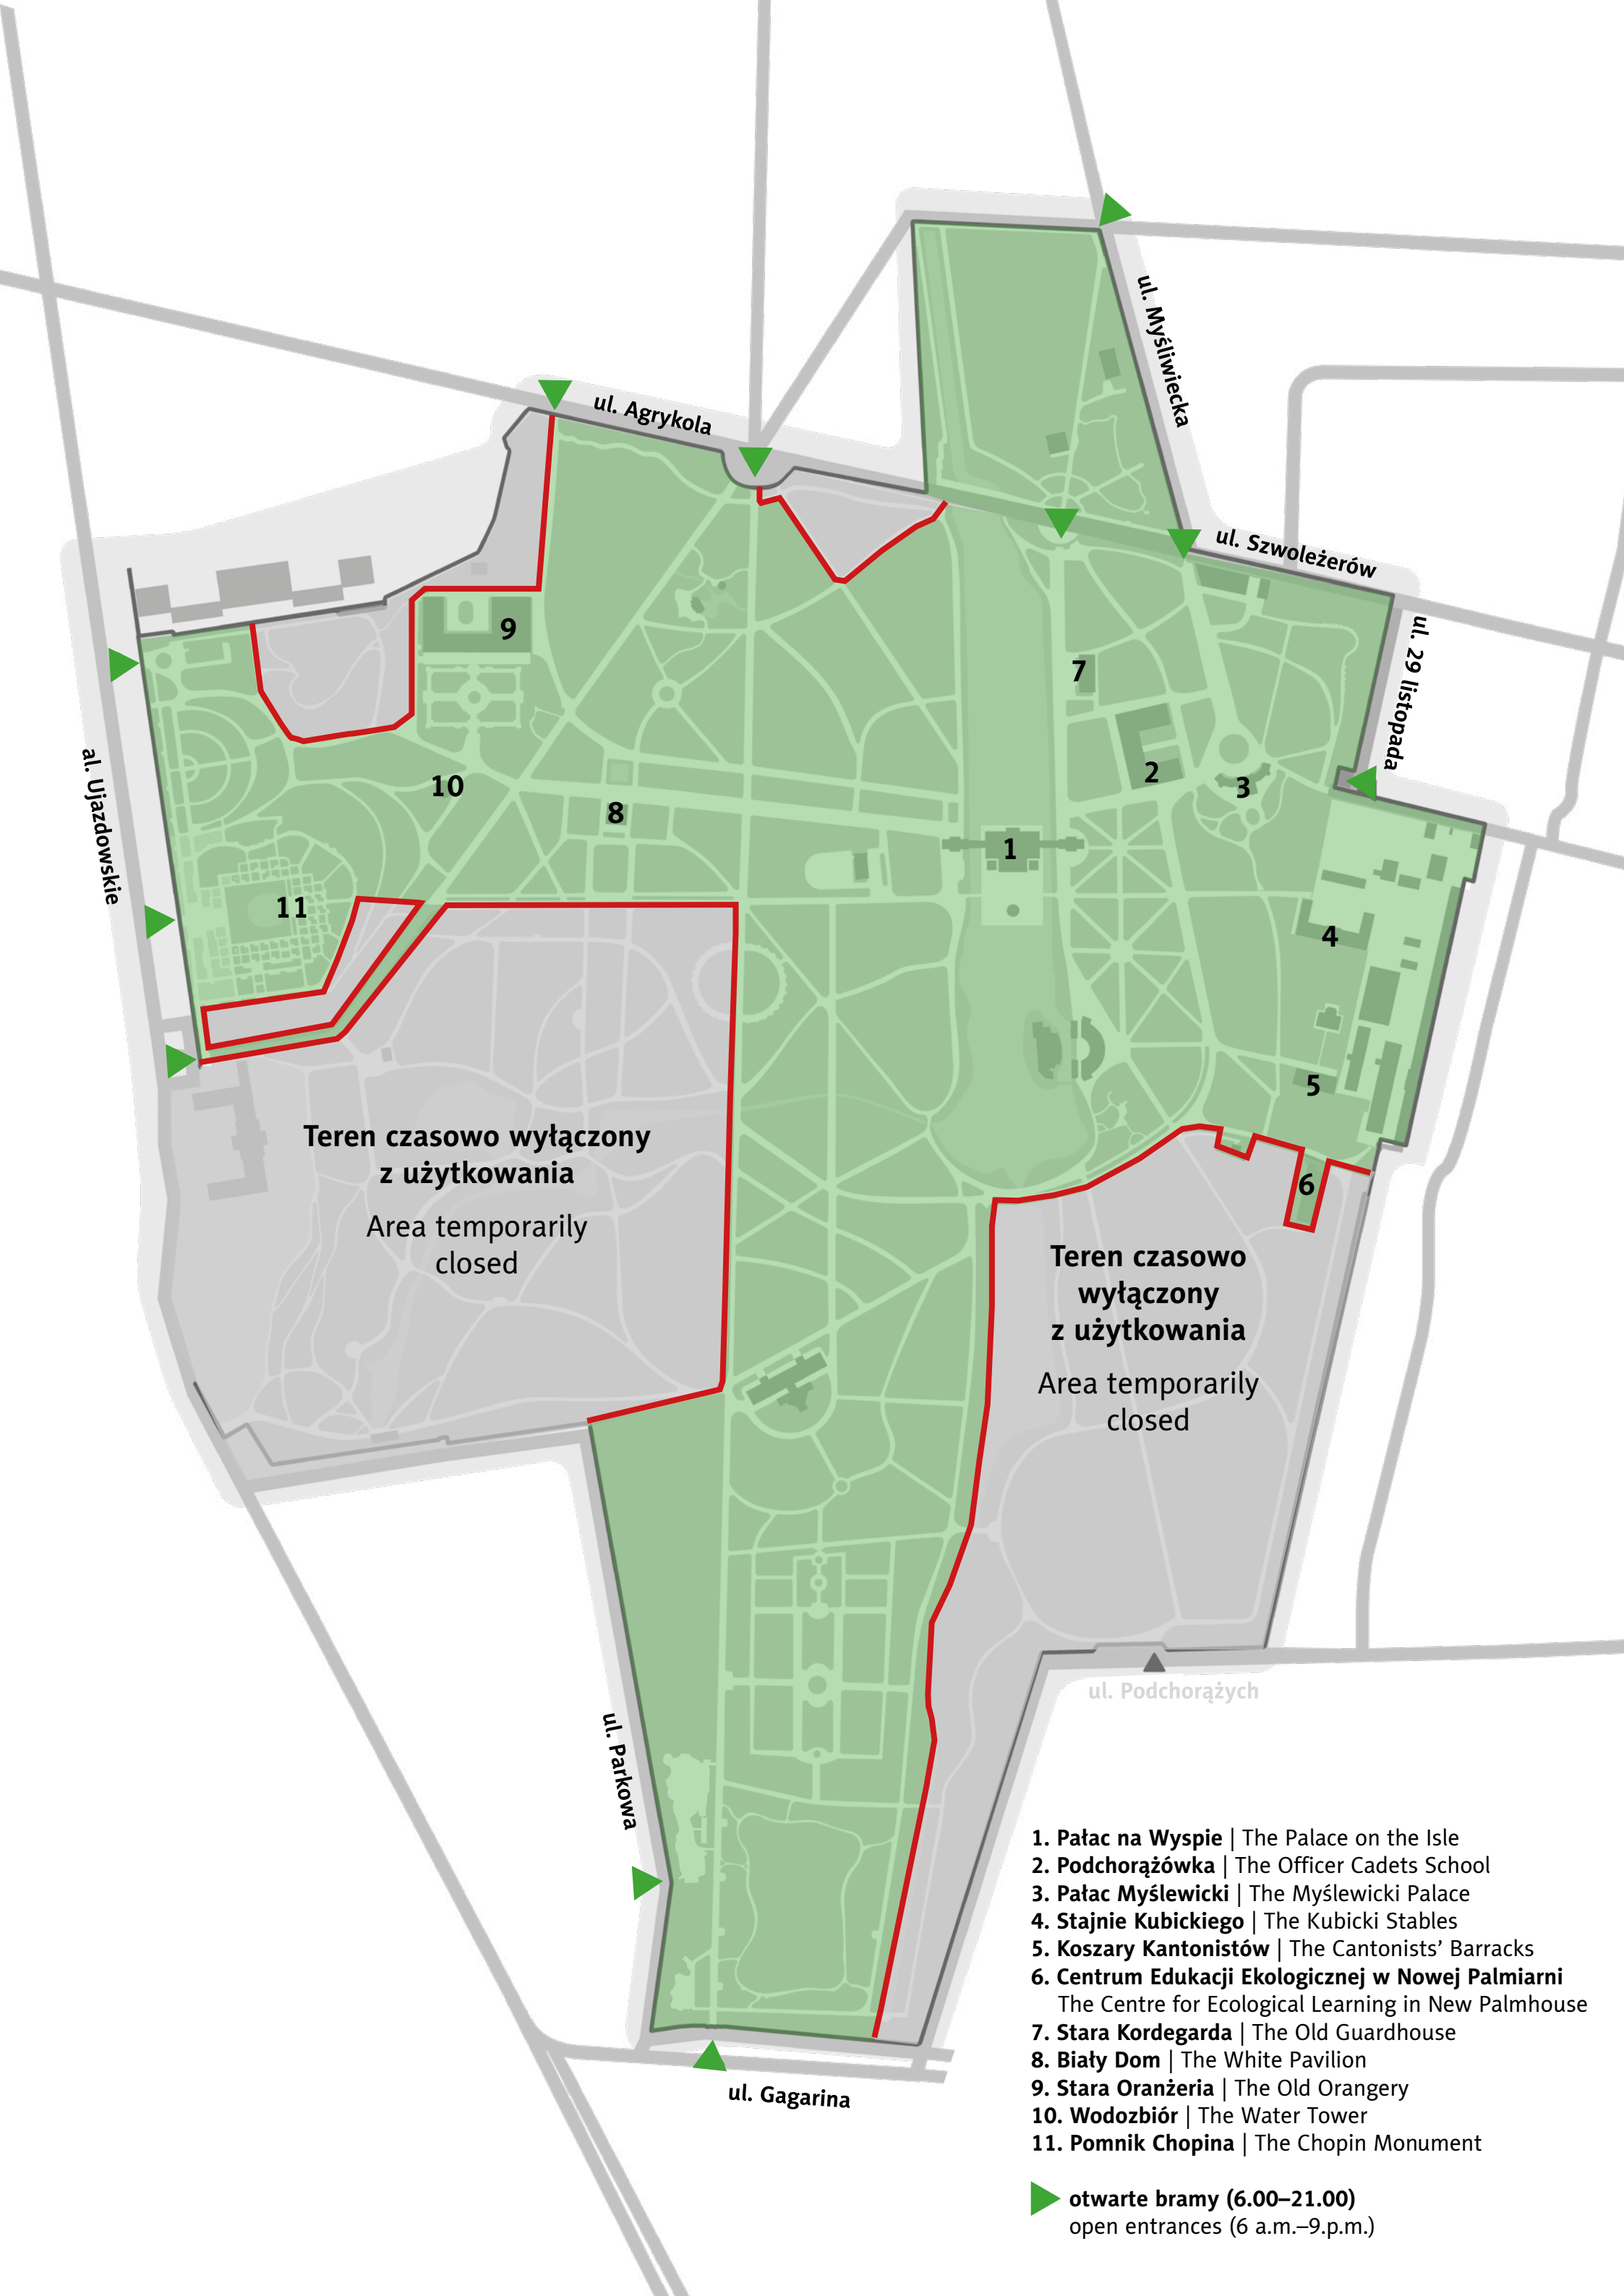 ul. Myśliwiecka
ul. Agrykola
ul. Szwoleżerów
ul. 29 listopada
9
7
al. Ujazdowskie
10
2
3
8
1
11
4
5
Teren czasowo wyłączony
z użytkowania
Area temporarily
closed
6
Teren czasowo
wyłączony
z użytkowania
Area temporarily
closed
ul. Podchorążych
ul. Parkowa
ul. Gagarina
1. Pałac na Wyspie | The Palace on the Isle
2. Podchorążówka | The Officer Cadets School
3. Pałac Myślewicki | The Myślewicki Palace
4. Stajnie Kubickiego | The Kubicki Stables
5. Koszary Kantonistów | The Cantonists’ Barracks
6. Centrum Edukacji Ekologicznej w Nowej Palmiarni
The Centre for Ecological Learning in New Palmhouse
7. Stara Kordegarda | The Old Guardhouse
8. Biały Dom | The White Pavilion
9. Stara Oranżeria | The Old Orangery
10. Wodozbiór | The Water Tower
11. Pomnik Chopina | The Chopin Monument
otwarte bramy (6.00–21.00)
open entrances (6 a.m.–9.p.m.)